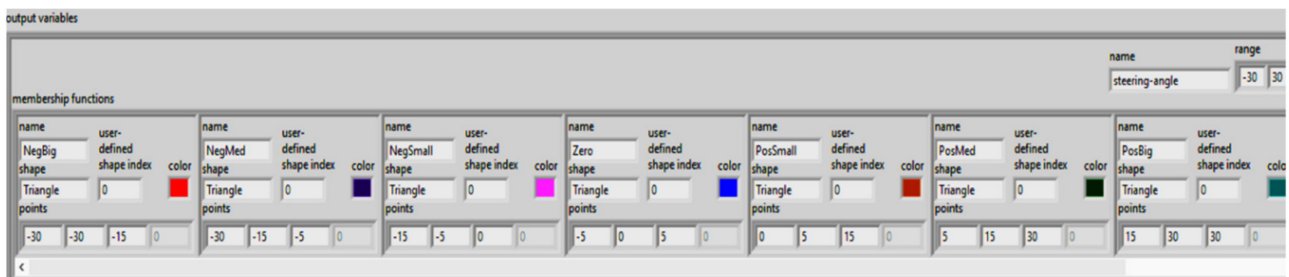 output variables
name range
steering-angle -30 30
membership functions
name user-defined shape index color name user-defined shape index color name user-defined shape index color name user-defined shape index color name user-defined shape index color name user-defined shape index color name user-defined shape index colo
NegBig NegMed NegSmall Zero PosSmall PosMed PosBig
shape shape shape shape shape shape shape
Triangle 0 Triangle 0 Triangle 0 Triangle 0 Triangle 0 Triangle 0 Triangle 0
points points points points points points points
-30 -30 -15 0 -30 -15 -5 0 -15 -5 0 0 -5 0 5 0 0 5 15 0 5 15 30 0 15 30 30 0